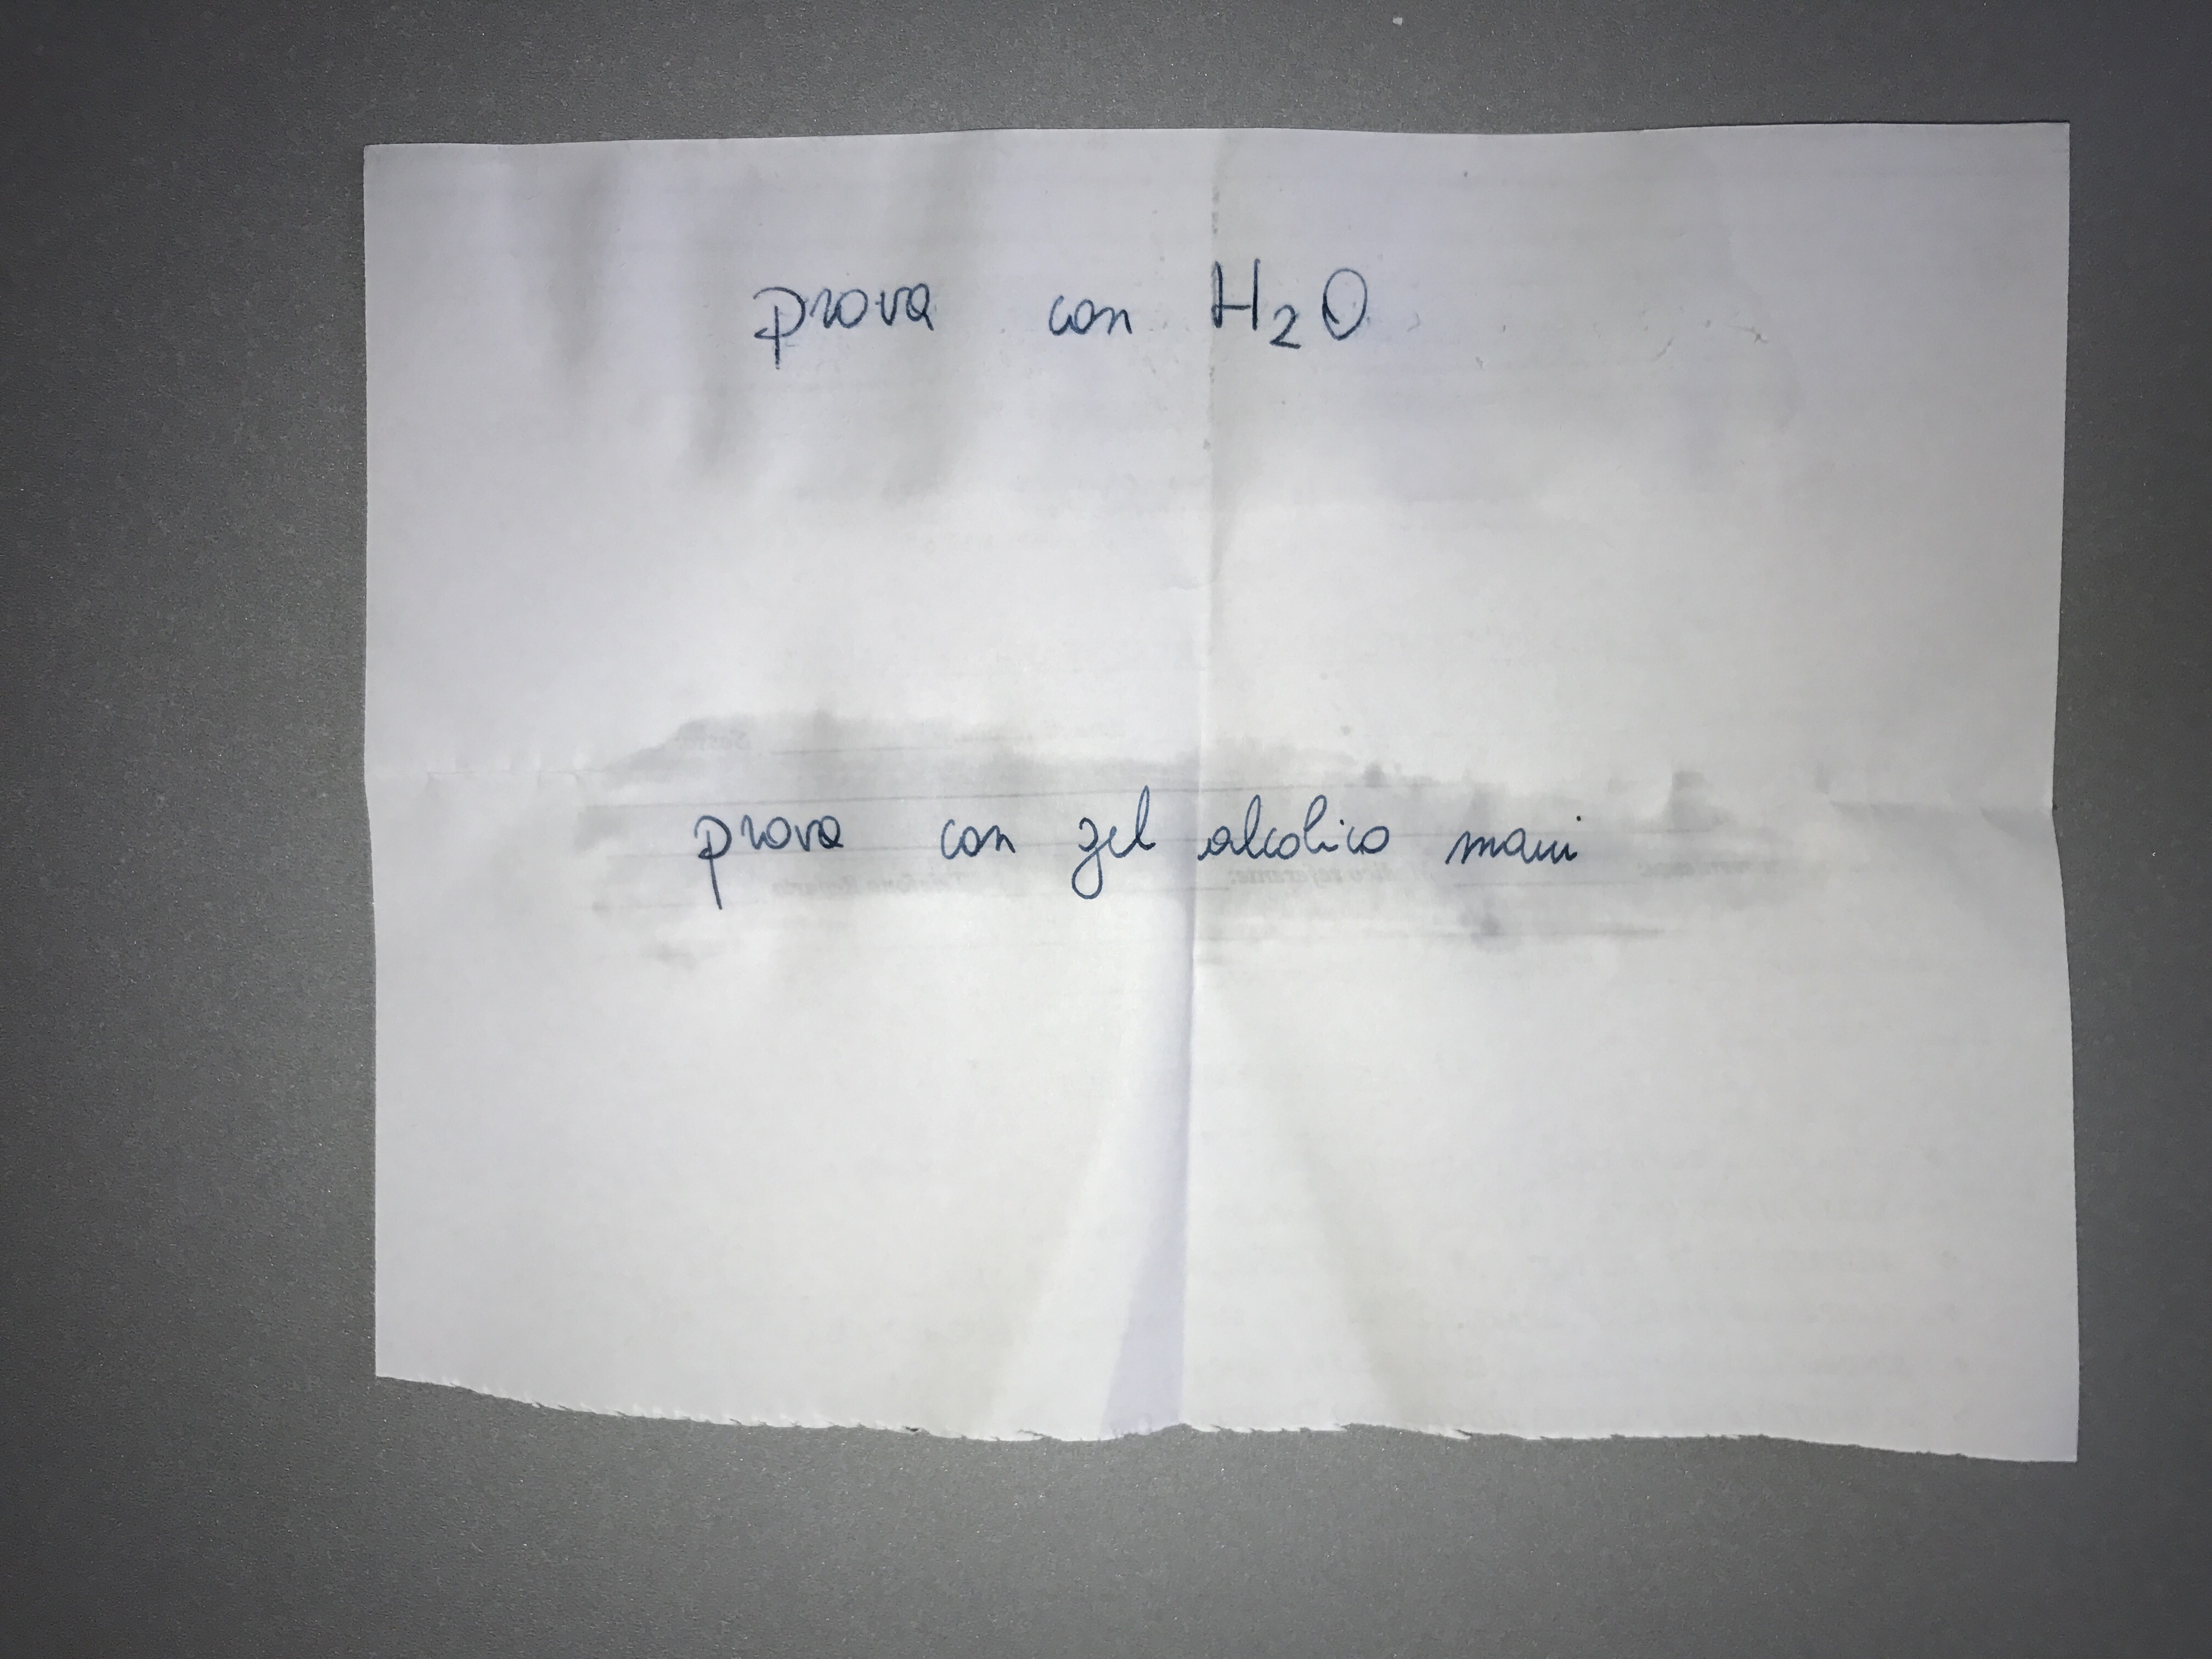 prova con H₂O
prova con gel alcolico mani